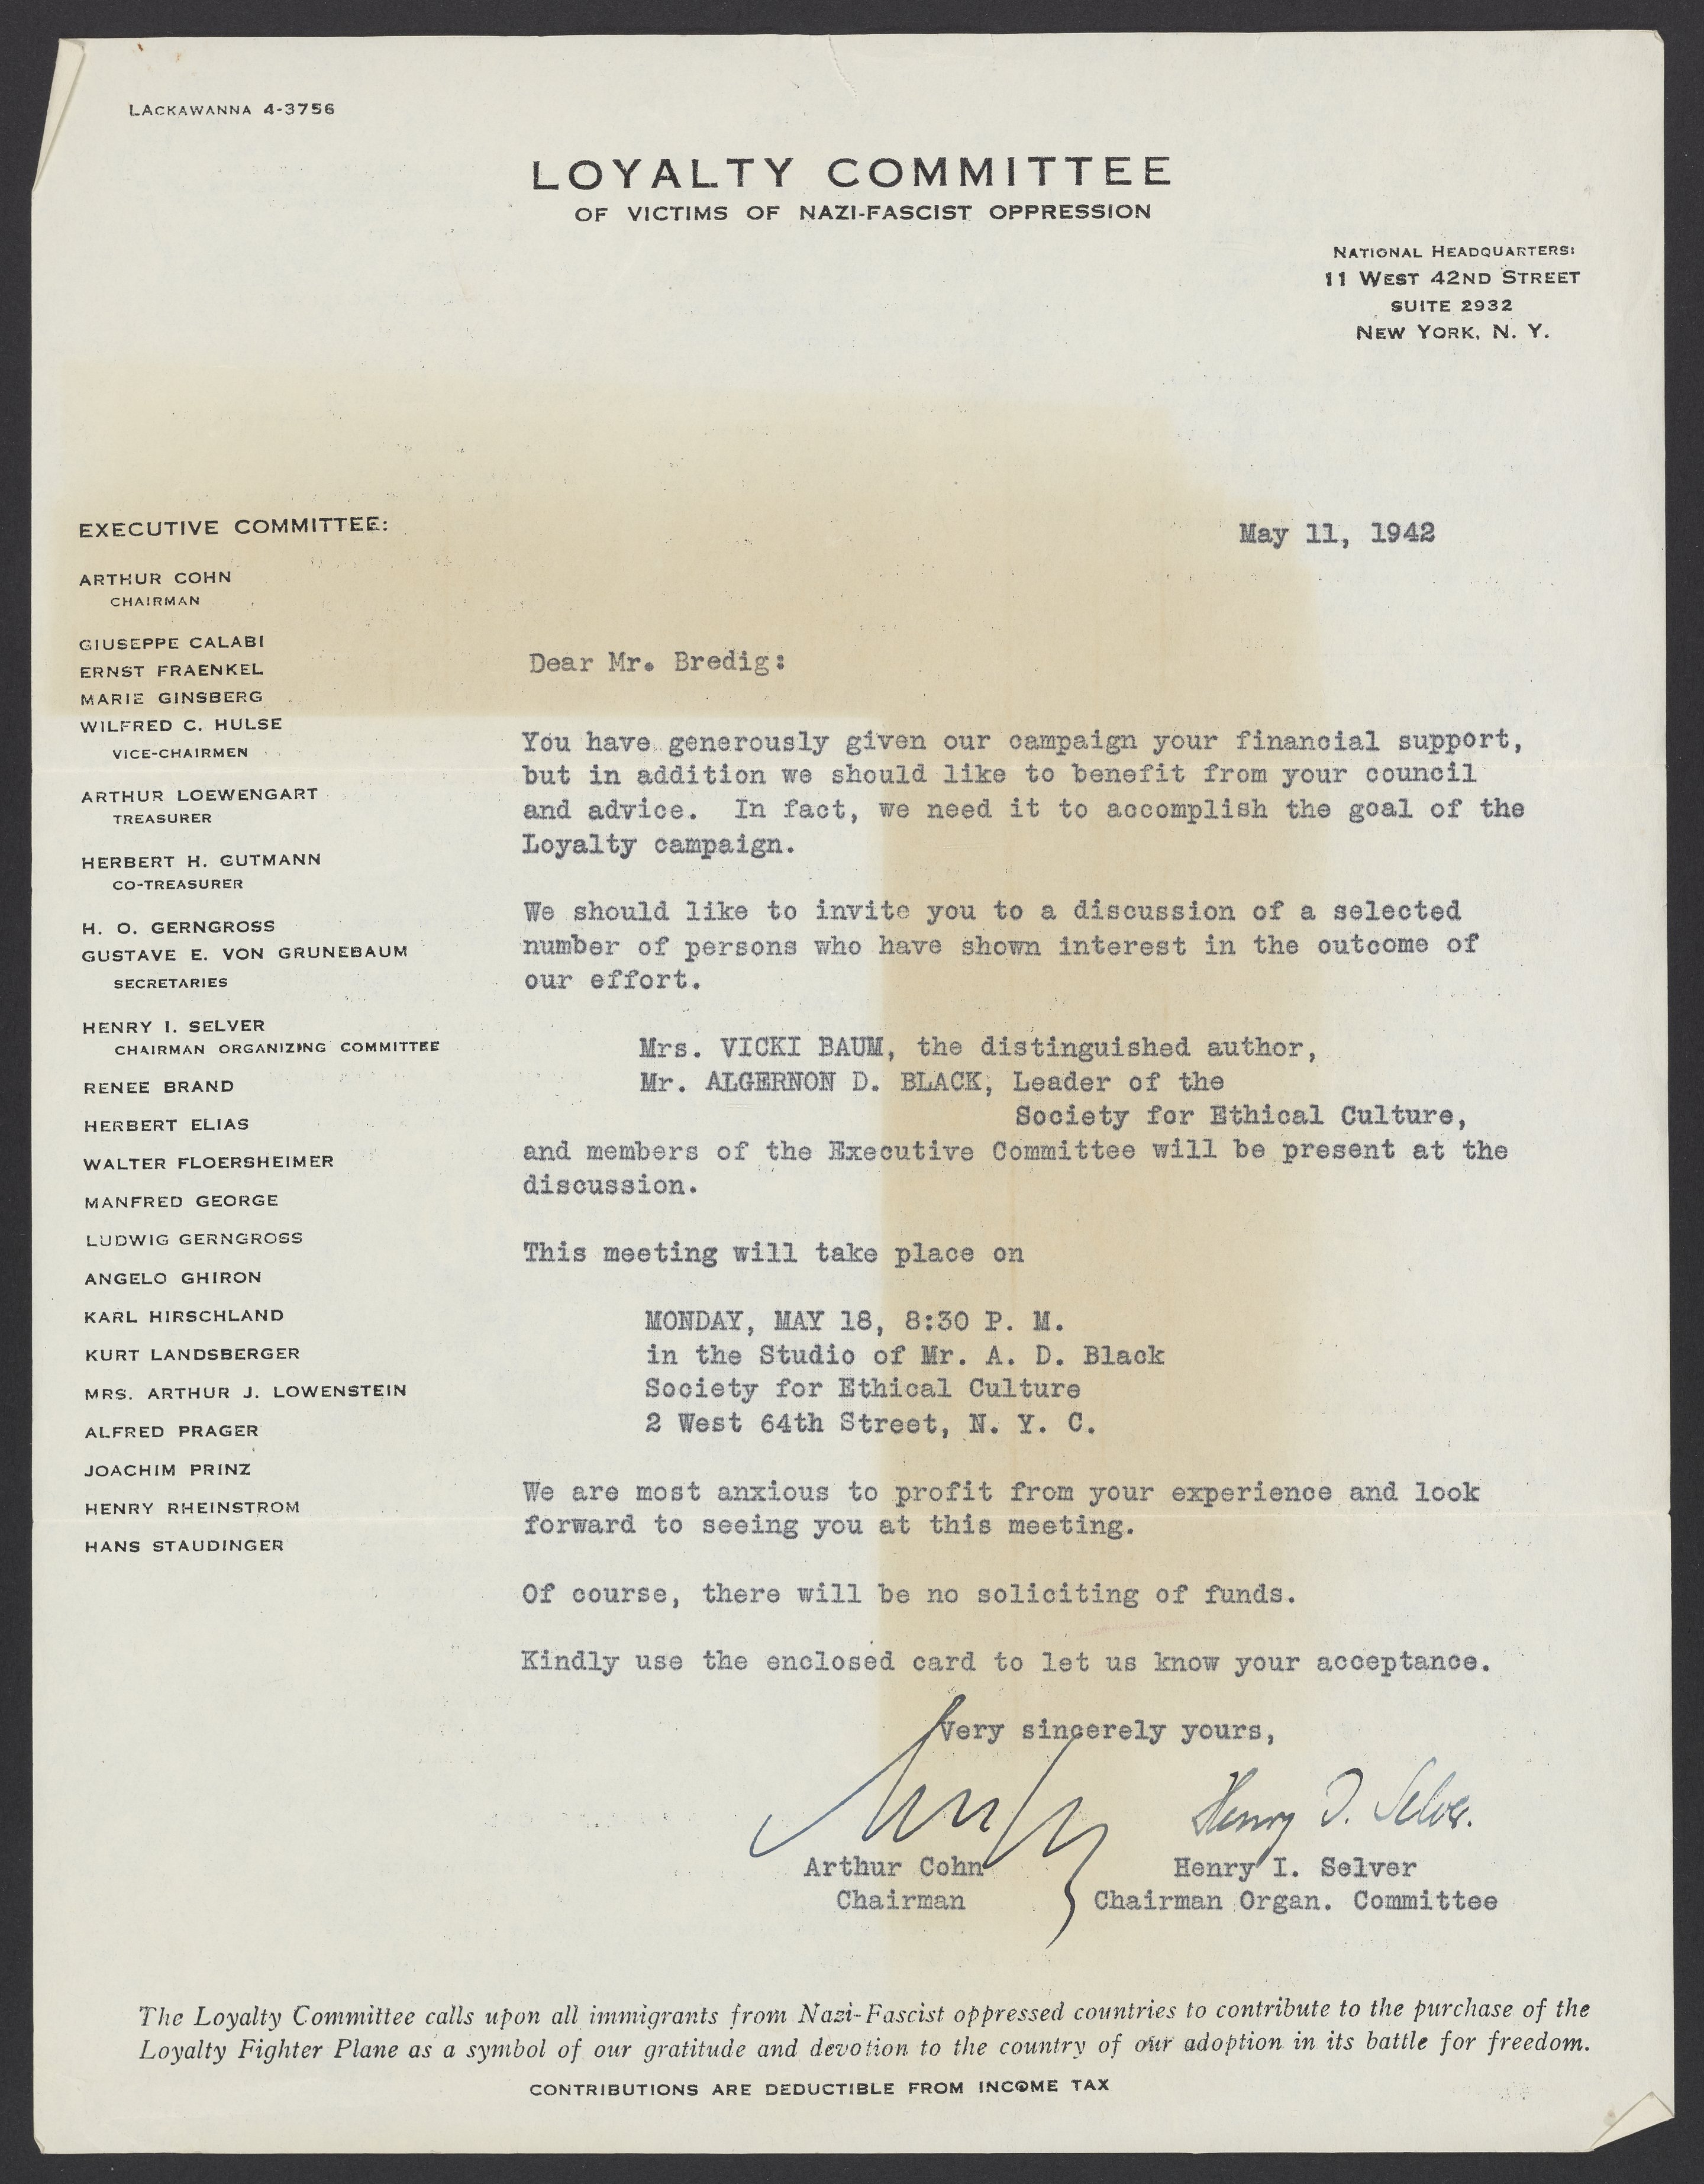 LACKAWANNA 4-3756
LOYALTY COMMITTEE
OF VICTIMS OF NAZI-FASCIST OPPRESSION
NATIONAL HEADQUARTERS:
11 WEST 42ND STREET
SUITE 2932
NEW YORK, N. Y.
EXECUTIVE COMMITTEE:
ARTHUR COHN
CHAIRMAN
GIUSEPPE CALABI
ERNST FRAENKEL
MARIE GINSBERG
WILFRED C. HULSE
VICE-CHAIRMEN
ARTHUR LOEWENGART
TREASURER
HERBERT H. GUTMANN
CO-TREASURER
H. O. GERNGROSS
GUSTAVE E. VON GRUNEBAUM
SECRETARIES
HENRY I. SELVER
CHAIRMAN ORGANIZING COMMITTEE
RENEE BRAND
HERBERT ELIAS
WALTER FLOERSHEIMER
MANFRED GEORGE
LUDWIG GERNGROSS
ANGELO GHIRON
KARL HIRSCHLAND
KURT LANDSBERGER
MRS. ARTHUR J. LOWENSTEIN
ALFRED PRAGER
JOACHIM PRINZ
HENRY RHEINSTROM
HANS STAUDINGER
May 11, 1942
Dear Mr. Bredig:
You have generously given our campaign your financial support,
but in addition we should like to benefit from your council
and advice. In fact, we need it to accomplish the goal of the
Loyalty campaign.
We should like to invite you to a discussion of a selected
number of persons who have shown interest in the outcome of
our effort.
Mrs. VICKI BAUM, the distinguished author,
Mr. ALGERNON D. BLACK, Leader of the
Society for Ethical Culture,
and members of the Executive Committee will be present at the
discussion.
This meeting will take place on
MONDAY, MAY 18, 8:30 P. M.
in the Studio of Mr. A. D. Black
Society for Ethical Culture
2 West 64th Street, N. Y. C.
We are most anxious to profit from your experience and look
forward to seeing you at this meeting.
Of course, there will be no soliciting of funds.
Kindly use the enclosed card to let us know your acceptance.
Very sincerely yours,
Henry I. Selver.
Arthur Cohn Henry I. Selver
Chairman Chairman Organ. Committee
The Loyalty Committee calls upon all immigrants from Nazi-Fascist oppressed countries to contribute to the purchase of the
Loyalty Fighter Plane as a symbol of our gratitude and devotion to the country of our adoption in its battle for freedom.
CONTRIBUTIONS ARE DEDUCTIBLE FROM INCOME TAX